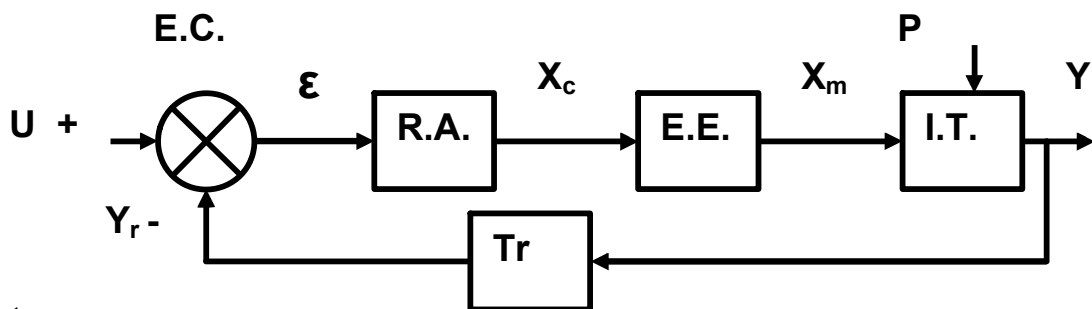 E.C.
P
ε
X_c
X_m
Y
U +
R.A.
E.E.
I.T.
Y_r -
Tr